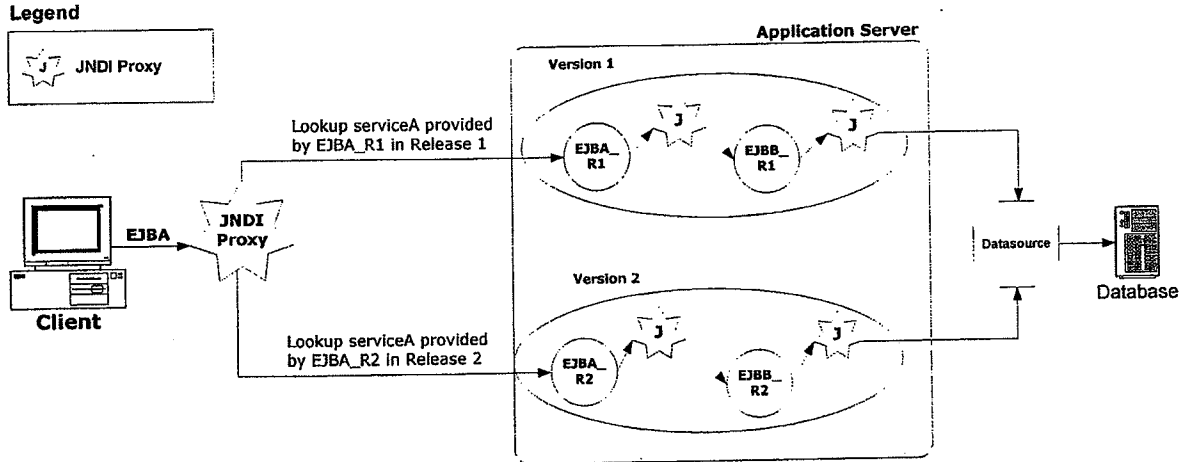 Legend
J
JNDI Proxy
Application Server
Version 1
Lookup serviceA provided
by EJBA_R1 in Release 1
EJBA_
R1
J
EJBB_
R1
J
Client
EJBA
JNDI
Proxy
Datasource
Database
Version 2
Lookup serviceA provided
by EJBA_R2 in Release 2
EJBA_
R2
J
EJBB_
R2
J